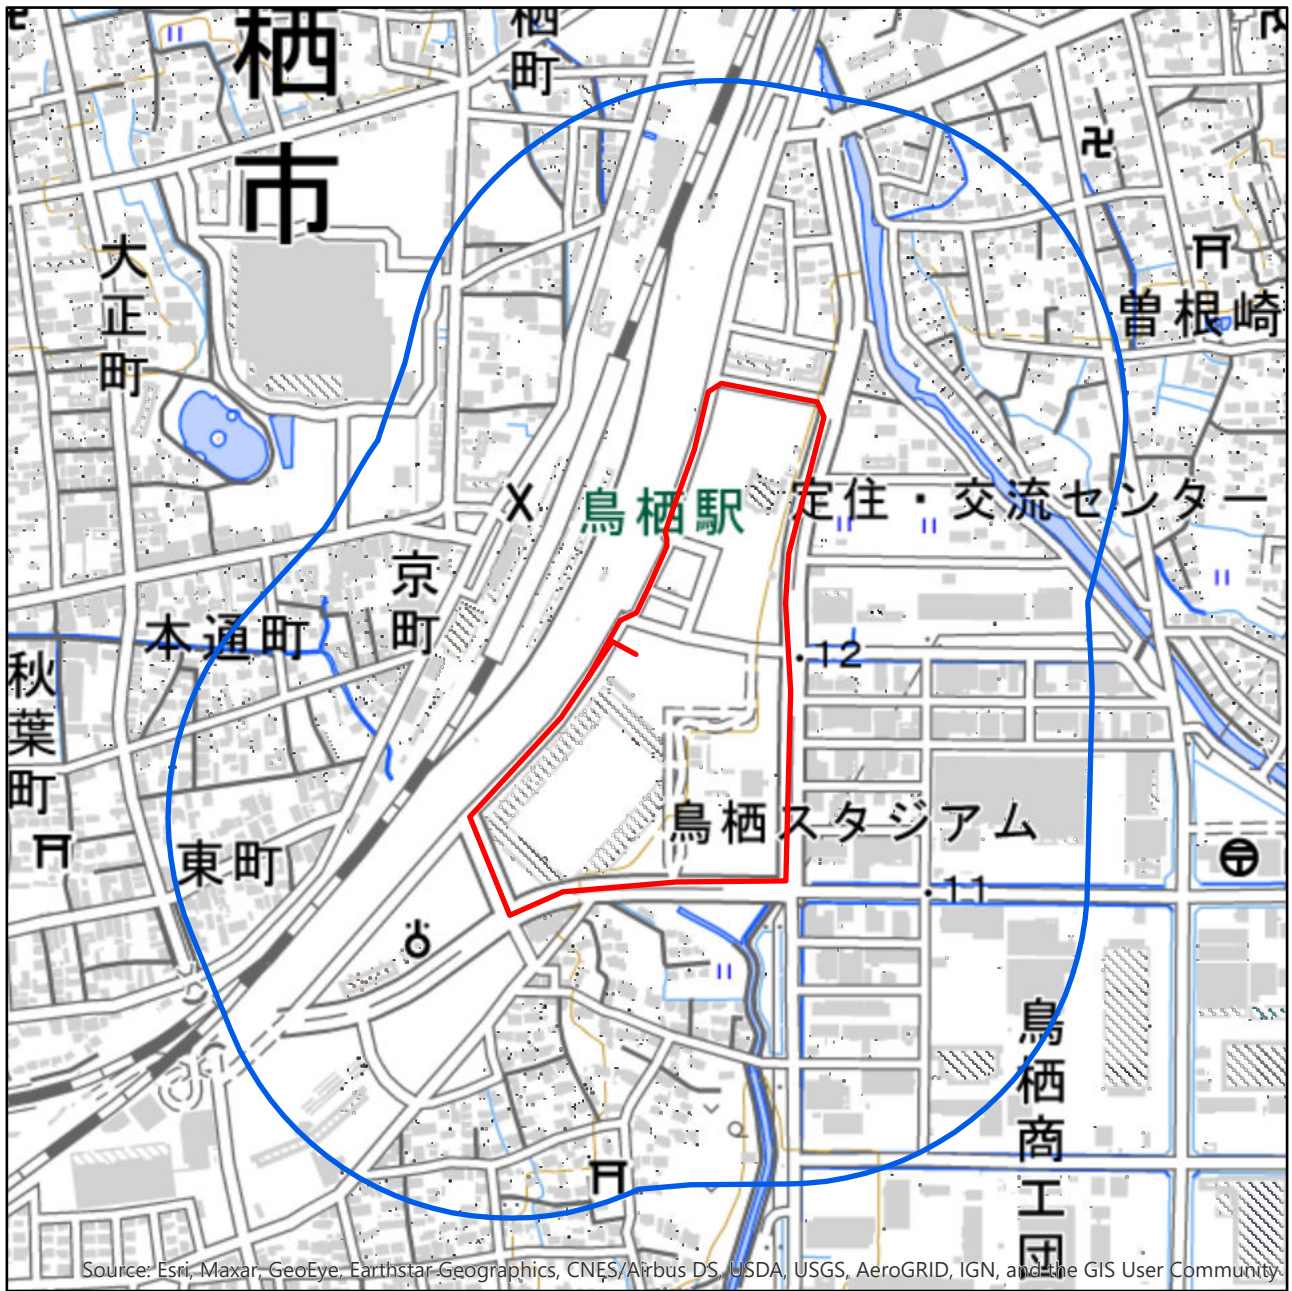 栖市
栖町
大正町
曽根崎
鳥栖駅
定住・交流センター
京町
本通町
秋葉町
12
鳥栖スタジアム
東町
11
鳥栖商工団
Source: Esri, Maxar, GeoEye, Earthstar Geographics, CNES/Airbus DS, USDA, USGS, AeroGRID, IGN, and the GIS User Community